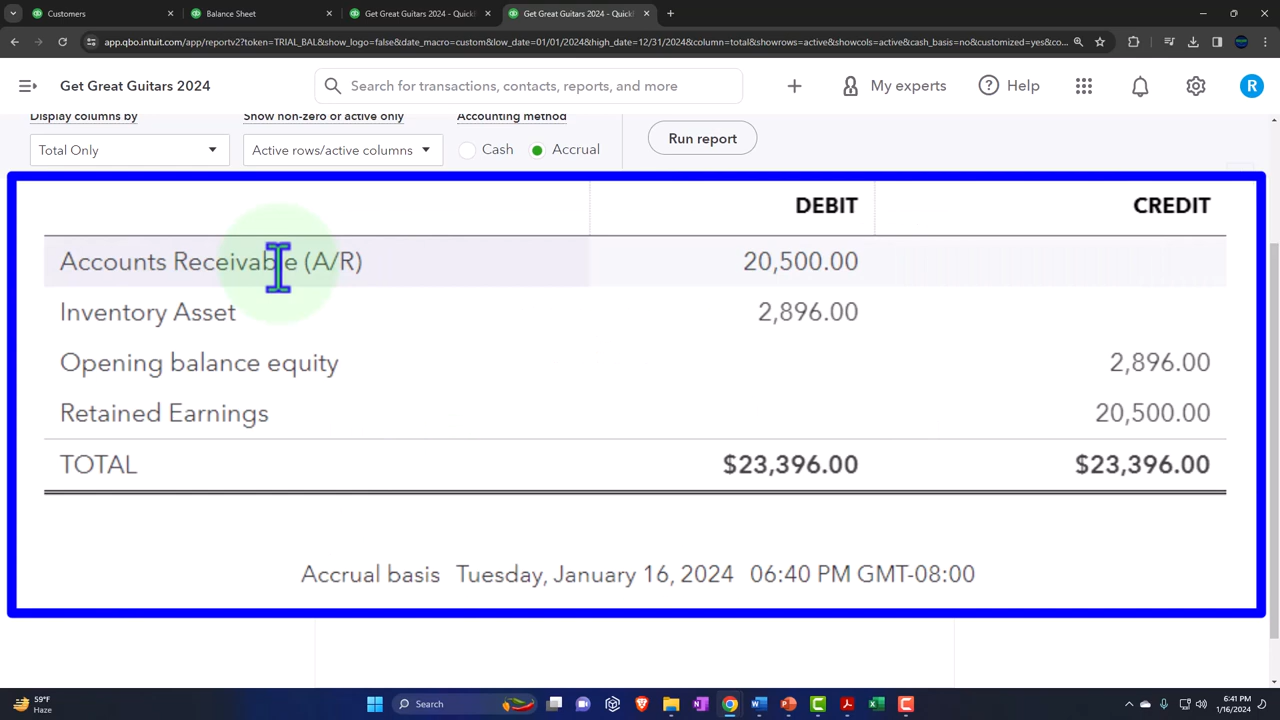 Customers
Balance Sheet
Get Great Guitars 2024 - Quick
Get Great Guitars 2024 - Quick
app.qbo.intuit.com/app/reportv2?token=TRIAL_BAL&show_logo=false&date_macro=custom&low_date=01/01/2024&high_date=12/31/2024&column=total&showrows=active&showcols=active&cash_basis=no&customized=yes&co...
Get Great Guitars 2024
Search for transactions, contacts, reports, and more
My experts
Help
R
Display columns by
Show non-zero or active only
Accounting method
Total Only
Active rows/active columns
Cash
Accrual
Run report
DEBIT CREDIT
Accounts Receivable (A/R) 20,500.00
Inventory Asset 2,896.00
Opening balance equity 2,896.00
Retained Earnings 20,500.00
TOTAL $23,396.00 $23,396.00
Accrual basis Tuesday, January 16, 2024 06:40 PM GMT-08:00
59°F
Haze
Search
6:41 PM
1/16/2024